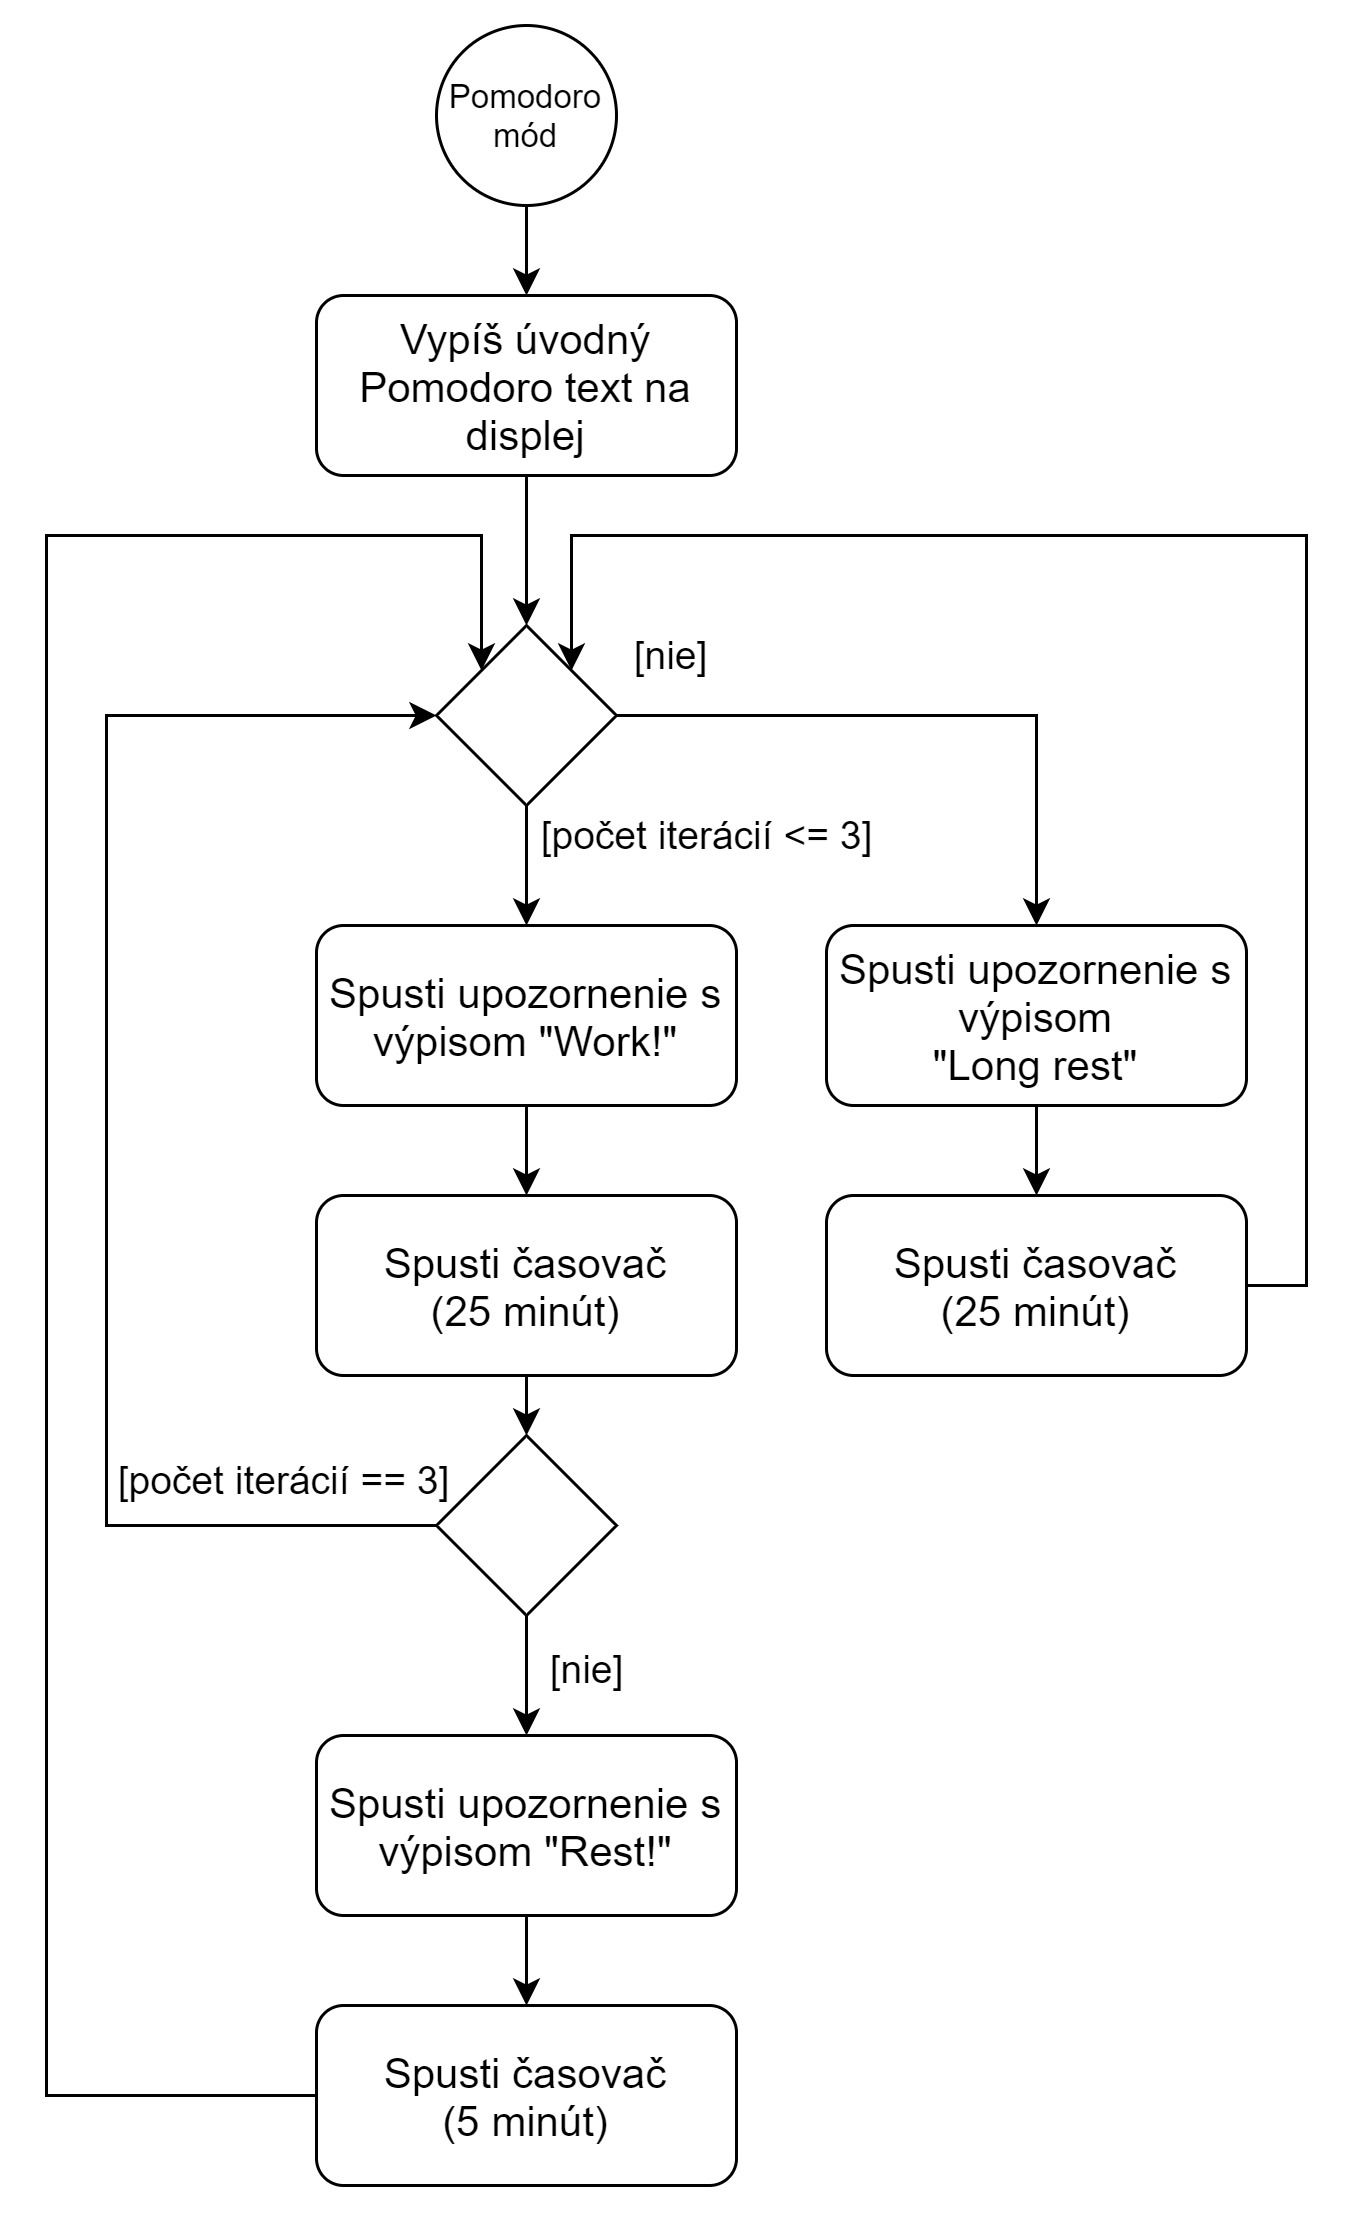 Pomodoro
mód
Vypíš úvodný
Pomodoro text na
displej
[nie]
[počet iterácií <= 3]
Spusti upozornenie s
výpisom "Work!"
Spusti upozornenie s
výpisom
"Long rest"
Spusti časovač
(25 minút)
Spusti časovač
(25 minút)
[počet iterácií == 3]
[nie]
Spusti upozornenie s
výpisom "Rest!"
Spusti časovač
(5 minút)